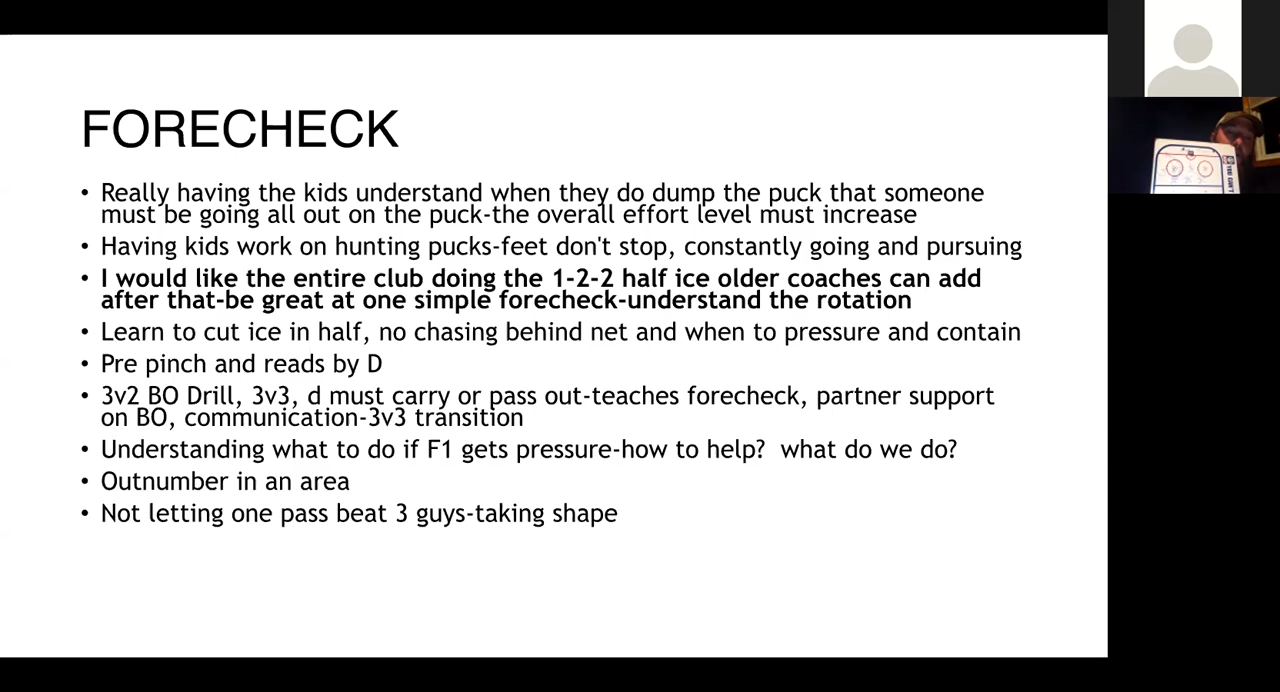 FORECHECK
• Really having the kids understand when they do dump the puck that someone
must be going all out on the puck-the overall effort level must increase
• Having kids work on hunting pucks-feet don't stop, constantly going and pursuing
• I would like the entire club doing the 1-2-2 half ice older coaches can add
after that-be great at one simple forecheck-understand the rotation
• Learn to cut ice in half, no chasing behind net and when to pressure and contain
• Pre pinch and reads by D
• 3v2 BO Drill, 3v3, d must carry or pass out-teaches forecheck, partner support
on BO, communication-3v3 transition
• Understanding what to do if F1 gets pressure-how to help?  what do we do?
• Outnumber in an area
• Not letting one pass beat 3 guys-taking shape